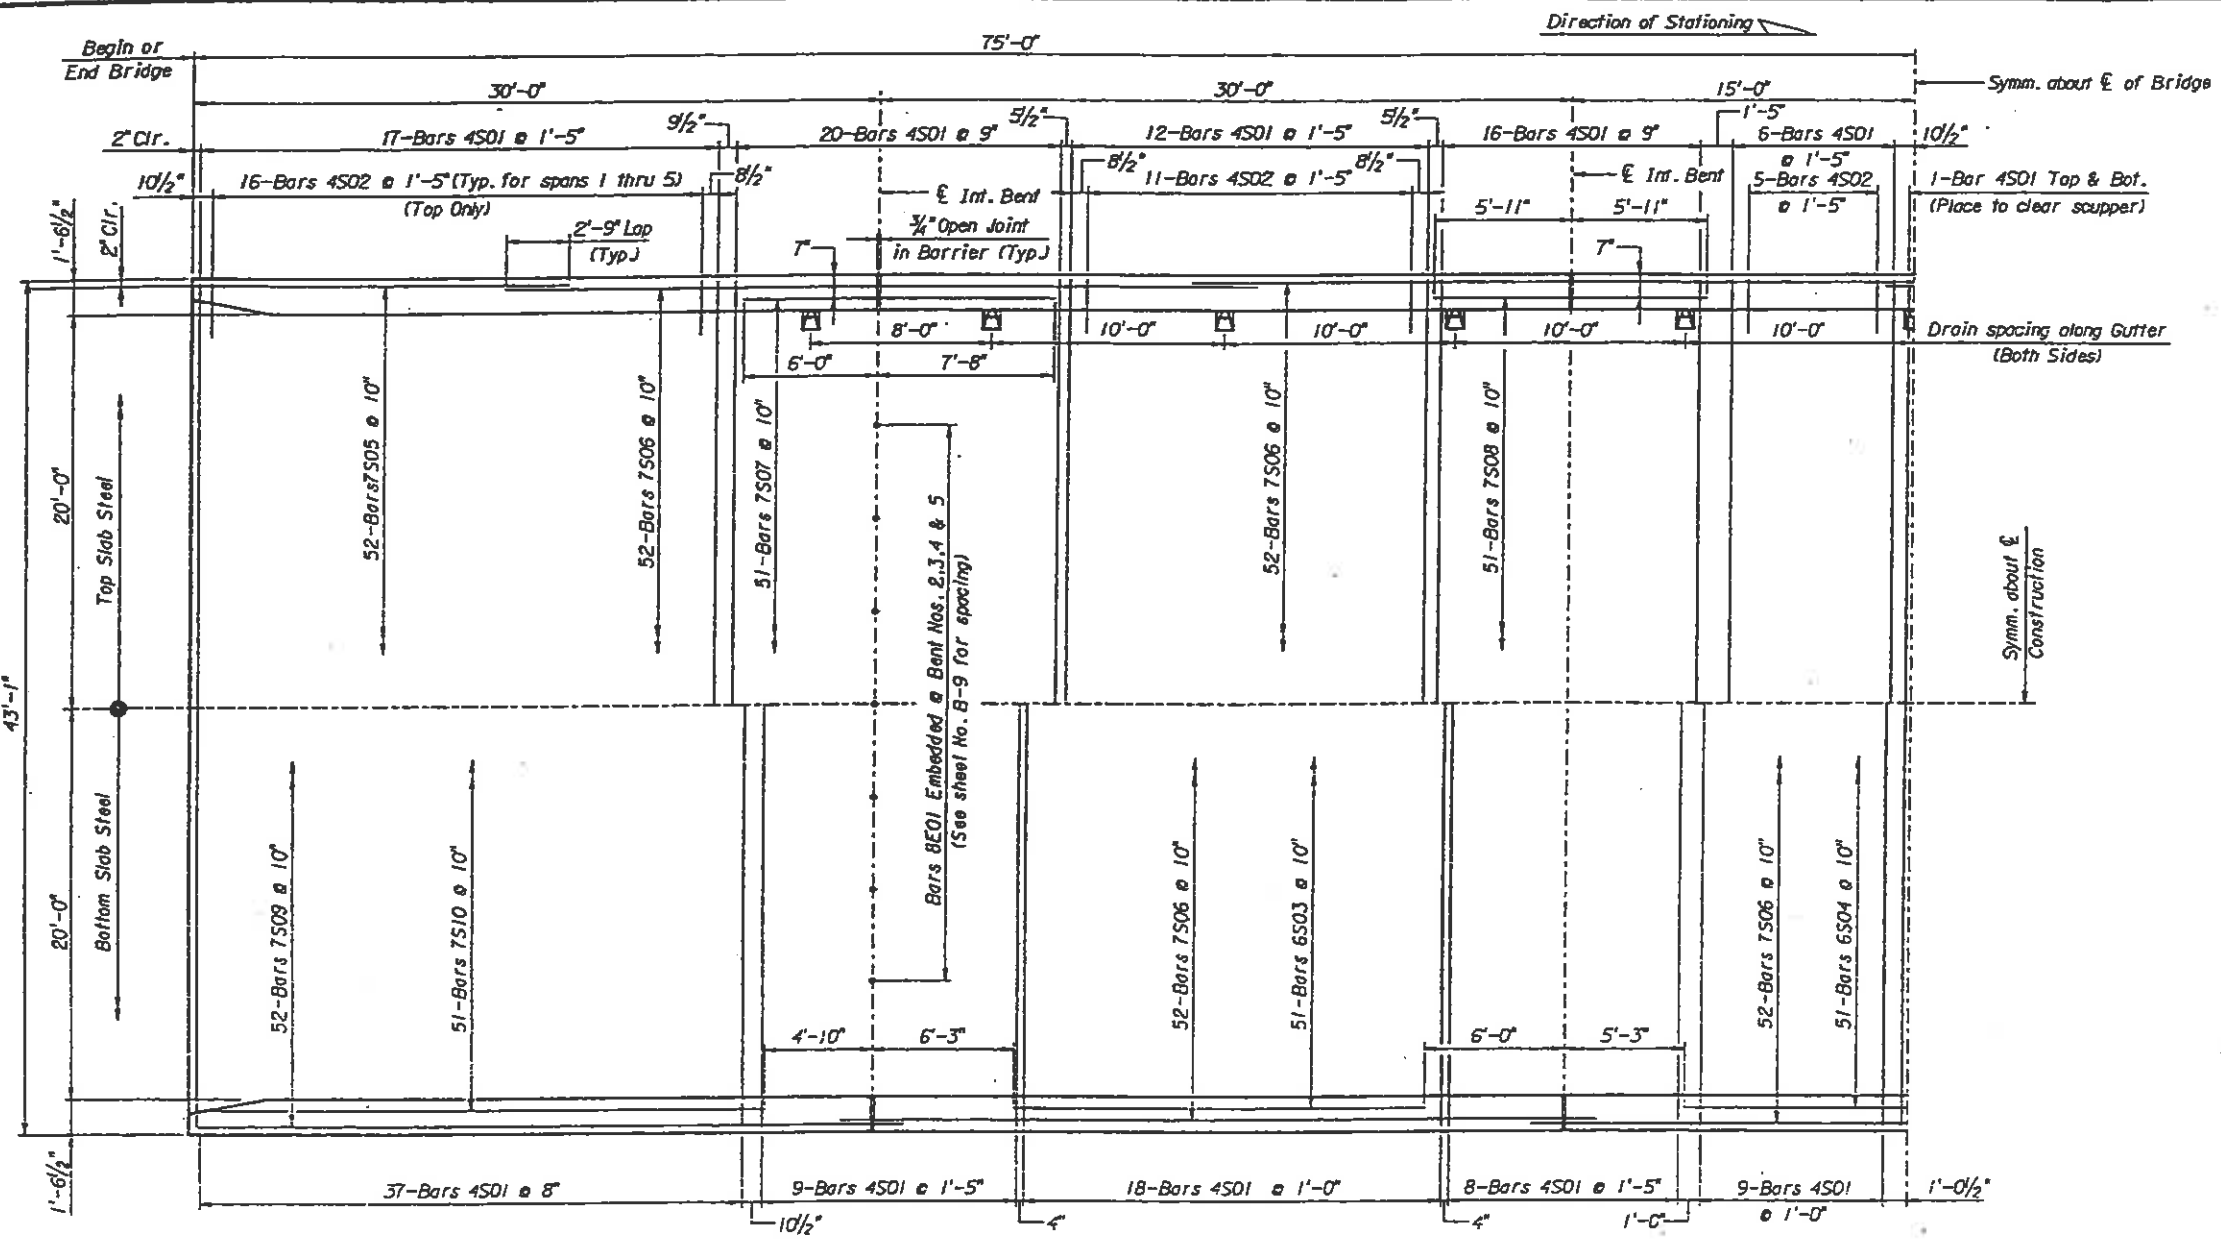 Direction of Stationing
Begin or
End Bridge
75'-0"
Symm. about ℄ of Bridge
30'-0"
30'-0"
15'-0"
2" Clr.
17-Bars 4S01 @ 1'-5"
9½"
20-Bars 4S01 @ 9"
5½"
12-Bars 4S01 @ 1'-5"
5½"
16-Bars 4S01 @ 9"
1'-5"
6-Bars 4S01
@ 1'-5"
10½"
10½"
16-Bars 4S02 @ 1'-5" (Typ. for spans 1 thru 5)
(Top Only)
8½"
℄ Int. Bent
8½"
11-Bars 4S02 @ 1'-5"
8½"
℄ Int. Bent
5-Bars 4S02
@ 1'-5"
1-Bar 4S01 Top & Bot.
(Place to clear scupper)
1'-6½"
2" Clr.
2'-9" Lap
(Typ.)
7"
¾" Open Joint
in Barrier (Typ.)
5'-11"
5'-11"
7"
8'-0"
10'-0"
10'-0"
10'-0"
10'-0"
Drain spacing along Gutter
(Both Sides)
6'-0"
7'-8"
43'-1"
20'-0"
Top Slab Steel
52-Bars 7S05 @ 10"
52-Bars 7S06 @ 10"
51-Bars 7S07 @ 10"
Bars 8E01 Embedded @ Bent Nos. 2,3,4 & 5
(See sheet No. B-9 for spacing)
52-Bars 7S06 @ 10"
51-Bars 7S08 @ 10"
Symm. about ℄
Construction
20'-0"
Bottom Slab Steel
52-Bars 7S09 @ 10"
51-Bars 7S10 @ 10"
52-Bars 7S06 @ 10"
51-Bars 6S03 @ 10"
52-Bars 7S06 @ 10"
51-Bars 6S04 @ 10"
4'-10"
6'-3"
6'-0"
5'-3"
1'-6½"
37-Bars 4S01 @ 8"
10½"
9-Bars 4S01 @ 1'-5"
4"
18-Bars 4S01 @ 1'-0"
4"
8-Bars 4S01 @ 1'-5"
1'-0"
9-Bars 4S01
@ 1'-0"
1'-0½"